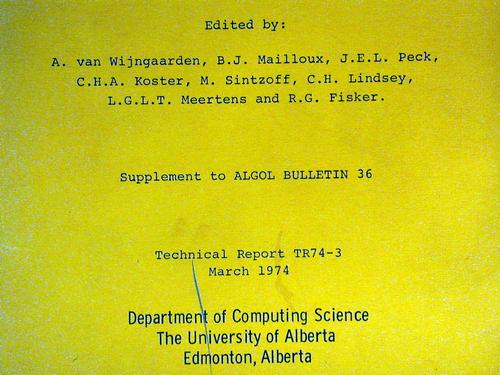 Edited by:
A. van Wijngaarden, B.J. Mailloux, J.E.L. Peck,
C.H.A. Koster, M. Sintzoff, C.H. Lindsey,
L.G.L.T. Meertens and R.G. Fisker.
Supplement to ALGOL BULLETIN 36
Technical Report TR74-3
March 1974
Department of Computing Science
The University of Alberta
Edmonton, Alberta